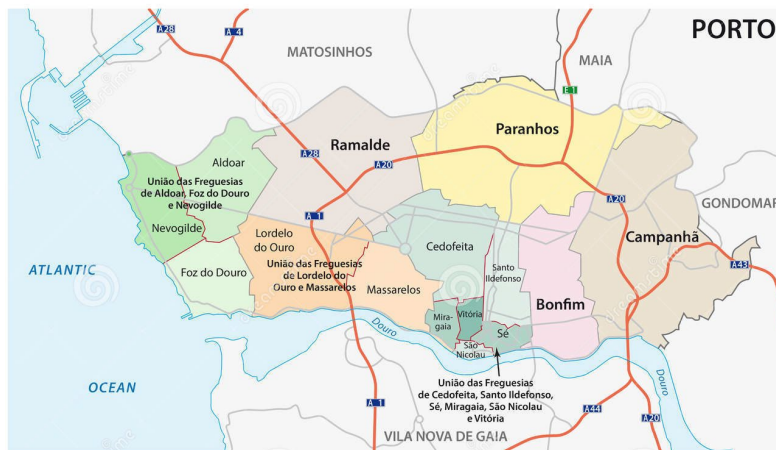 PORTO
A28
A 4
MATOSINHOS
MAIA
E 1
Paranhos
Ramalde
A28
A20
Aldoar
União das Freguesias
de Aldoar, Foz do Douro
e Nevogilde
Nevogilde
A20
GONDOMAR
A 1
Lordelo
do Ouro
Cedofeita
Campanhã
União das Freguesias
de Lordelo do
Ouro e Massarelos
Santo
Ildefonso
A43
ATLANTIC
Foz do Douro
Massarelos
Bonfim
Mira-
gaia
Vitória
Sé
São
Nicolau
Douro
Douro
OCEAN
União das Freguesias
de Cedofeita, Santo Ildefonso,
Sé, Miragaia, São Nicolau
e Vitória
A 1
A44
A20
VILA NOVA DE GAIA